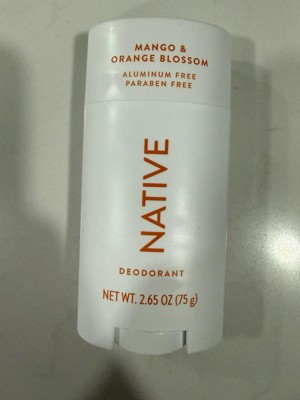 MANGO &
ORANGE BLOSSOM
ALUMINUM FREE
PARABEN FREE
NATIVE
DEODORANT
NET WT. 2.65 OZ (75 g)